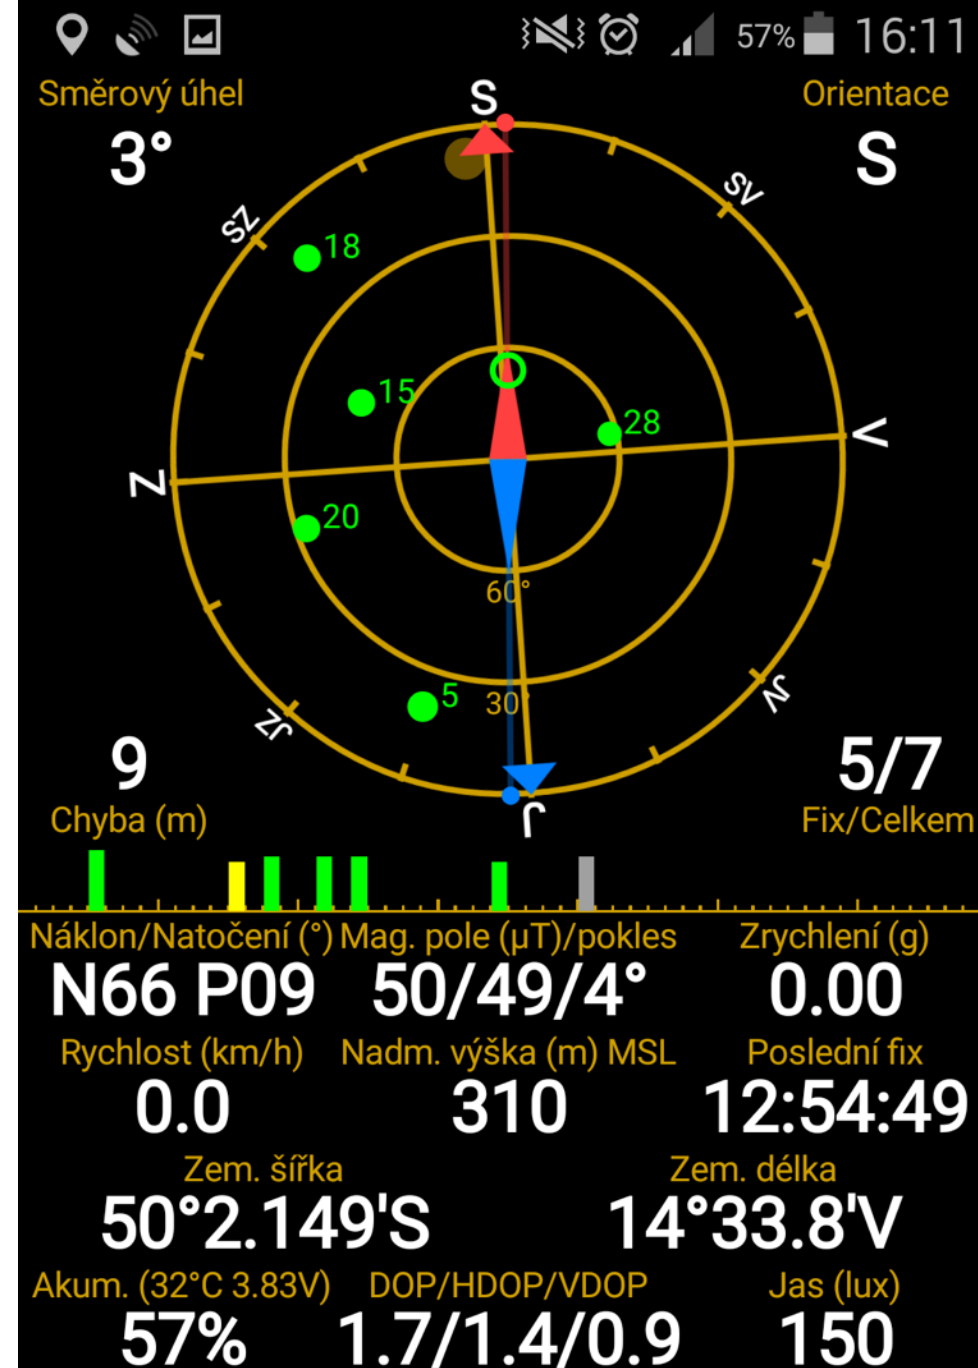 57% 16:11
Směrový úhel Orientace
3° S
S
SV
SZ
18
15
28
V
Z
20
60°
5
30°
JV
JZ
9 5/7
Chyba (m) Fix/Celkem
J
Náklon/Natočení (°) Mag. pole (µT)/pokles Zrychlení (g)
N66 P09 50/49/4° 0.00
Rychlost (km/h) Nadm. výška (m) MSL Poslední fix
0.0 310 12:54:49
Zem. šířka Zem. délka
50°2.149'S 14°33.8'V
Akum. (32°C 3.83V) DOP/HDOP/VDOP Jas (lux)
57% 1.7/1.4/0.9 150